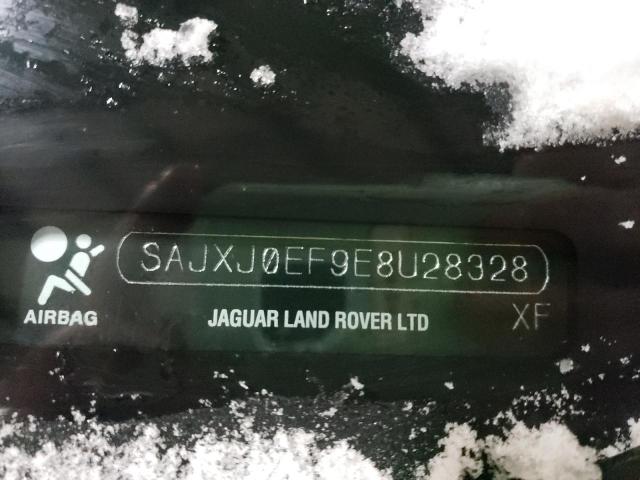 SAJXJ0EF9E8U28328
AIRBAG
JAGUAR LAND ROVER LTD
XF